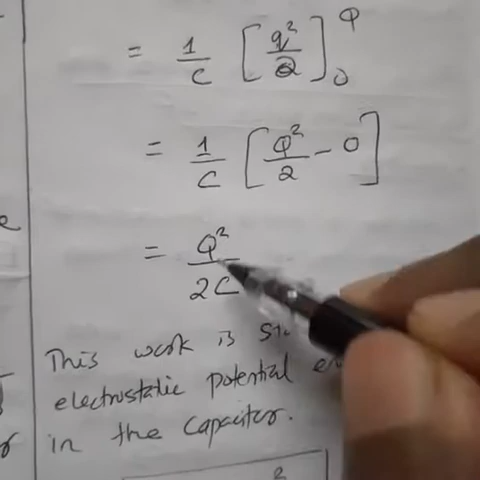 = 1/C [q²/2]₀^Q
= 1/C [Q²/2 - 0]
= Q²/2C
This work is
electrostatic potential
in the capacitor.